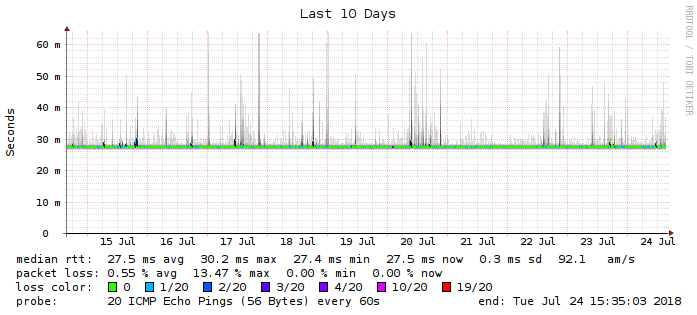 Last 10 Days
RRDTOOL / TOBI OETIKER
Seconds
60 m
50 m
40 m
30 m
20 m
10 m
0
15 Jul 16 Jul 17 Jul 18 Jul 19 Jul 20 Jul 21 Jul 22 Jul 23 Jul 24 Jul
median rtt: 27.5 ms avg 30.2 ms max 27.4 ms min 27.5 ms now 0.3 ms sd 92.1 am/s
packet loss: 0.55 % avg 13.47 % max 0.00 % min 0.00 % now
loss color: 0 1/20 2/20 3/20 4/20 10/20 19/20
probe: 20 ICMP Echo Pings (56 Bytes) every 60s end: Tue Jul 24 15:35:03 2018